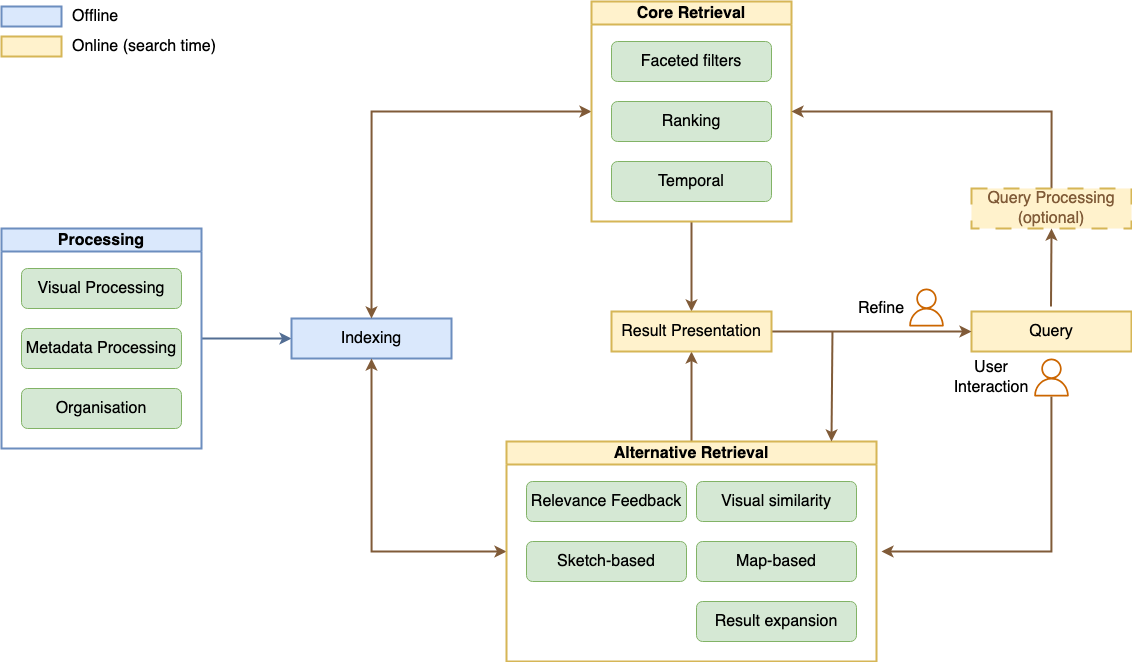 Offline
Online (search time)
Core Retrieval
Faceted filters
Ranking
Temporal
Query Processing
(optional)
Processing
Visual Processing
Metadata Processing
Organisation
Indexing
Result Presentation
Refine
Query
User
Interaction
Alternative Retrieval
Relevance Feedback
Visual similarity
Sketch-based
Map-based
Result expansion